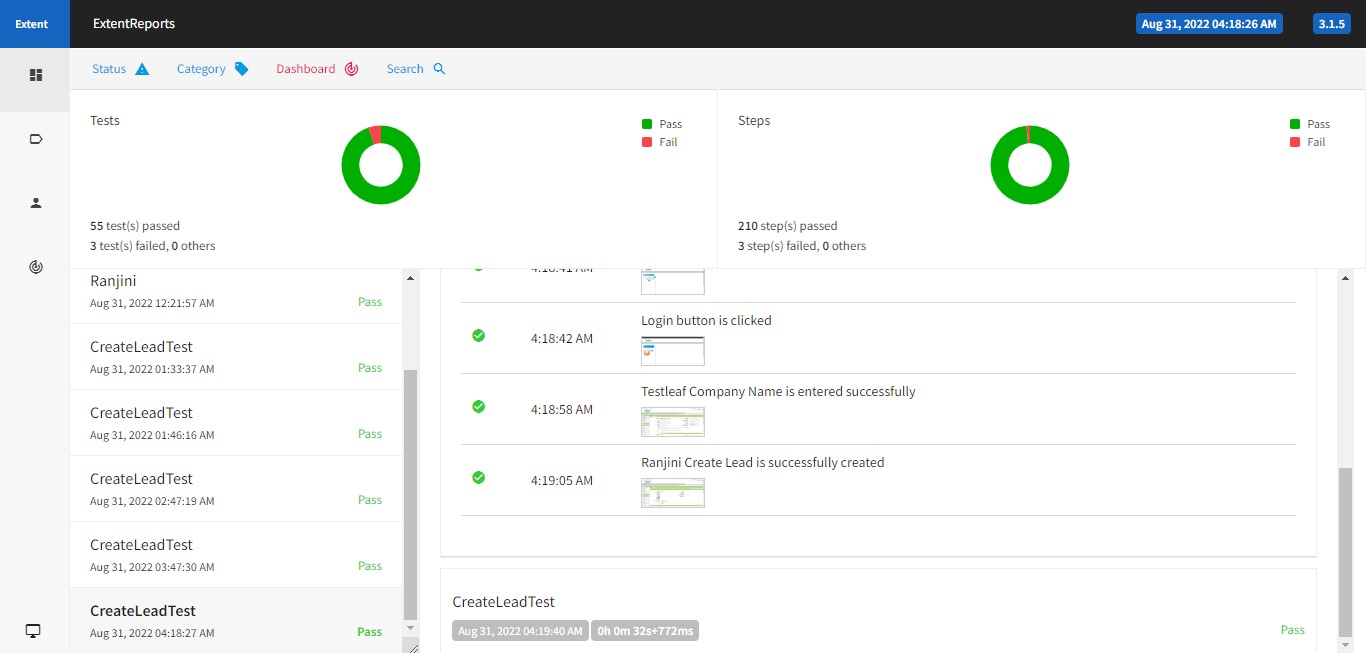 Extent
ExtentReports
Aug 31, 2022 04:18:26 AM
3.1.5
Status
Category
Dashboard
Search
Tests
Pass
Fail
55 test(s) passed
3 test(s) failed, 0 others
Steps
Pass
Fail
210 step(s) passed
3 step(s) failed, 0 others
Ranjini
Aug 31, 2022 12:21:57 AM
Pass
CreateLeadTest
Aug 31, 2022 01:33:37 AM
Pass
CreateLeadTest
Aug 31, 2022 01:46:16 AM
Pass
CreateLeadTest
Aug 31, 2022 02:47:19 AM
Pass
CreateLeadTest
Aug 31, 2022 03:47:30 AM
Pass
CreateLeadTest
Aug 31, 2022 04:18:27 AM
Pass
4:18:41 AM
Login button is clicked
4:18:42 AM
Testleaf Company Name is entered successfully
4:18:58 AM
Ranjini Create Lead is successfully created
4:19:05 AM
CreateLeadTest
Aug 31, 2022 04:19:40 AM
0h 0m 32s+772ms
Pass